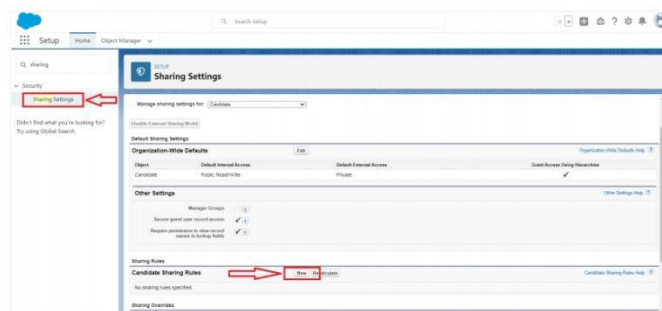 Search Setup
Setup
Home
Object Manager
sharing
SETUP
Sharing Settings
Security
Sharing Settings
Didn't find what you're looking for?
Try using Global Search.
Manage sharing settings for: Candidate
Disable External Sharing Model
Default Sharing Settings
Organization-Wide Defaults
Edit
Organization-Wide Defaults Help ?
Object
Default Internal Access
Default External Access
Grant Access Using Hierarchies
Candidate
Public Read/Write
Private
Other Settings
Other Settings Help ?
Manager Groups
Secure guest user record access
Require permission to view record
names in lookup fields
Sharing Rules
Candidate Sharing Rules
New
Recalculate
Candidate Sharing Rules Help ?
No sharing rules specified.
Sharing Overrides